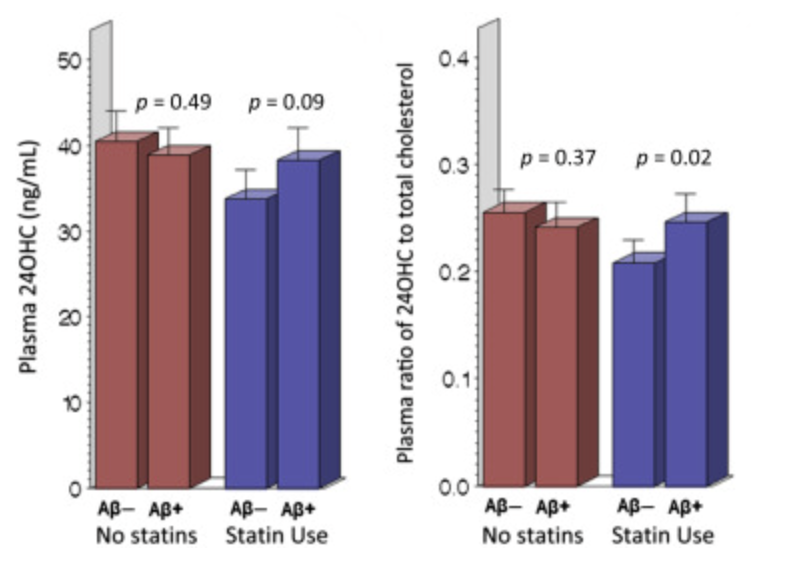 Plasma 24OHC (ng/mL)
50
40
30
20
10
0
p = 0.49 p = 0.09
Aβ− Aβ+ Aβ− Aβ+
No statins Statin Use
Plasma ratio of 24OHC to total cholesterol
0.4
0.3
0.2
0.1
0.0
p = 0.37 p = 0.02
Aβ− Aβ+ Aβ− Aβ+
No statins Statin Use